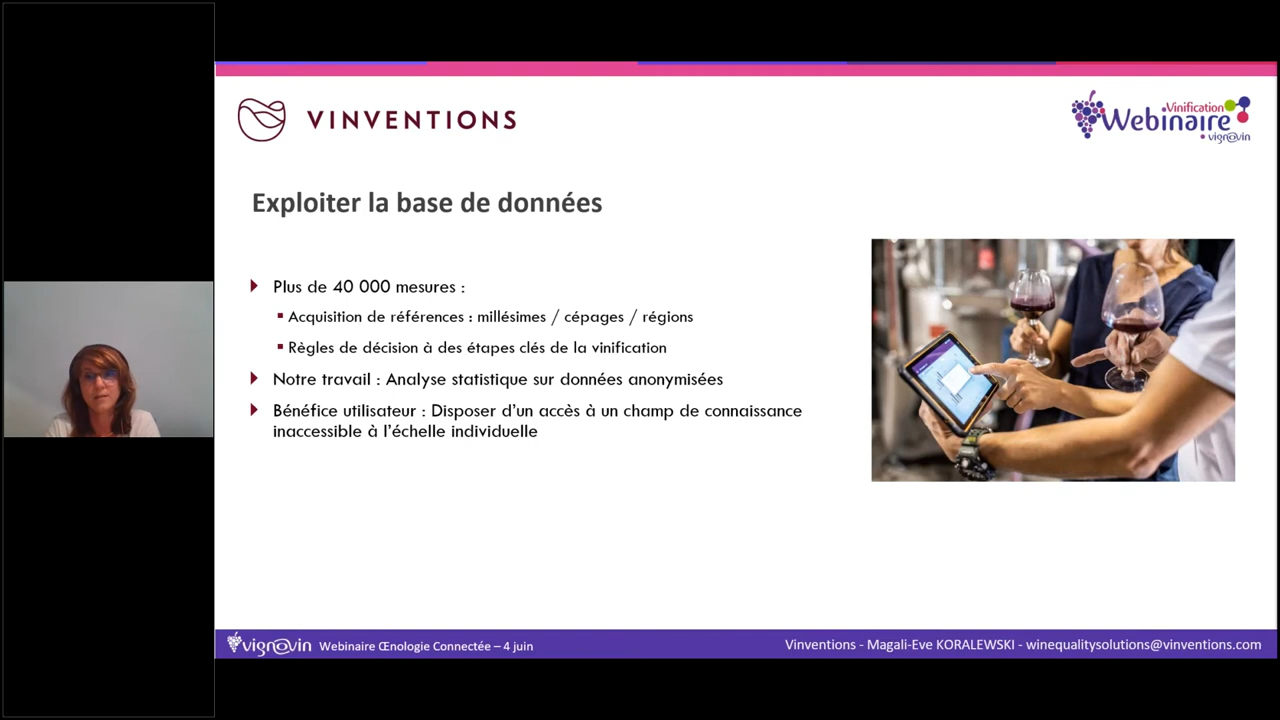 VINVENTIONS
Vinification
Webinaire
vign@vin
Exploiter la base de données
Plus de 40 000 mesures :
Acquisition de références : millésimes / cépages / régions
Règles de décision à des étapes clés de la vinification
Notre travail : Analyse statistique sur données anonymisées
Bénéfice utilisateur : Disposer d’un accès à un champ de connaissance
inaccessible à l’échelle individuelle
vign@vin Webinaire Œnologie Connectée – 4 juin
Vinventions - Magali-Eve KORALEWSKI - winequalitysolutions@vinventions.com